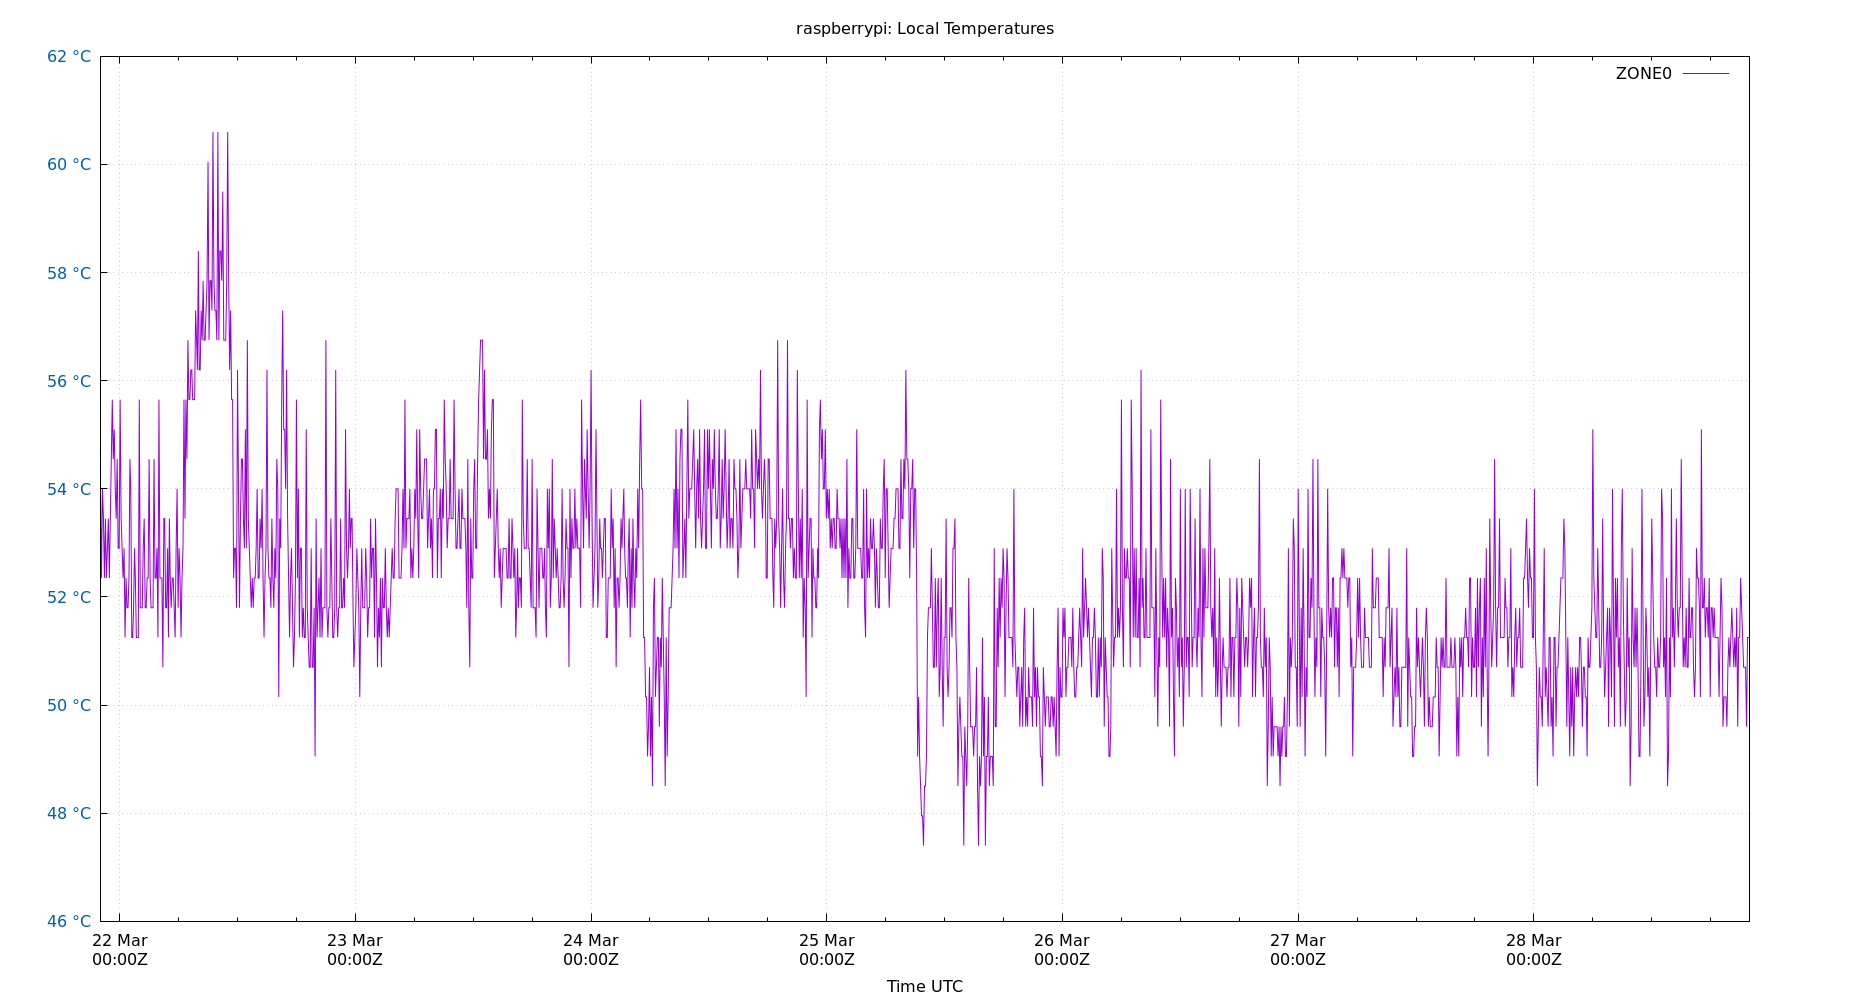 raspberrypi: Local Temperatures
62 °C
ZONE0
60 °C
58 °C
56 °C
54 °C
52 °C
50 °C
48 °C
46 °C
22 Mar 23 Mar 24 Mar 25 Mar 26 Mar 27 Mar 28 Mar
00:00Z 00:00Z 00:00Z 00:00Z 00:00Z 00:00Z 00:00Z
Time UTC